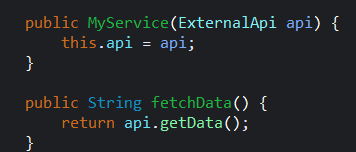 public MyService(ExternalApi api) {
    this.api = api;
}

public String fetchData() {
    return api.getData();
}